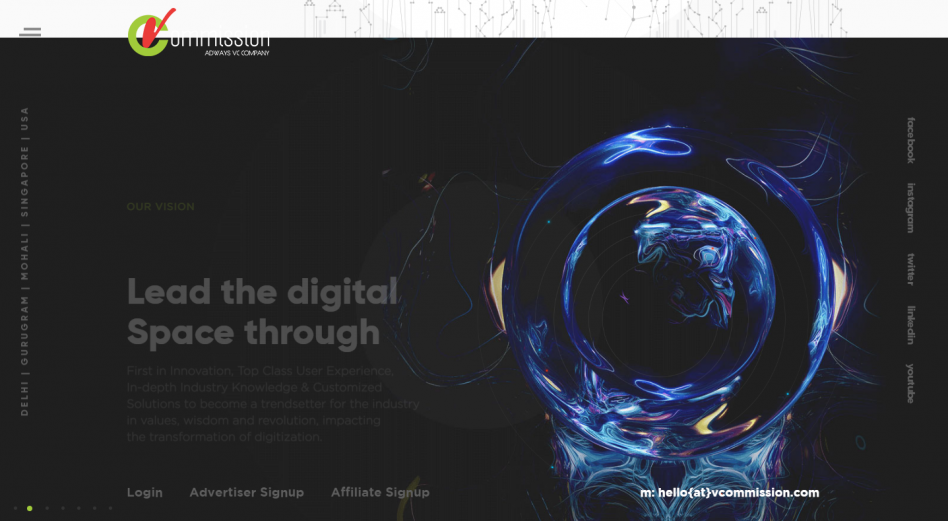 vommission
ADWAYS VC COMPANY
DELHI | GURUGRAM | MOHALI | SINGAPORE | USA
OUR VISION
Lead the digital
Space through
First in Innovation, Top Class User Experience,
In-depth Industry Knowledge & Customized
Solutions to become a trendsetter for the industry
in values, wisdom and revolution, impacting
the transformation of digitization.
facebook
instagram
twitter
linkedin
youtube
Login
Advertiser Signup
Affiliate Signup
m: hello{at}vcommission.com